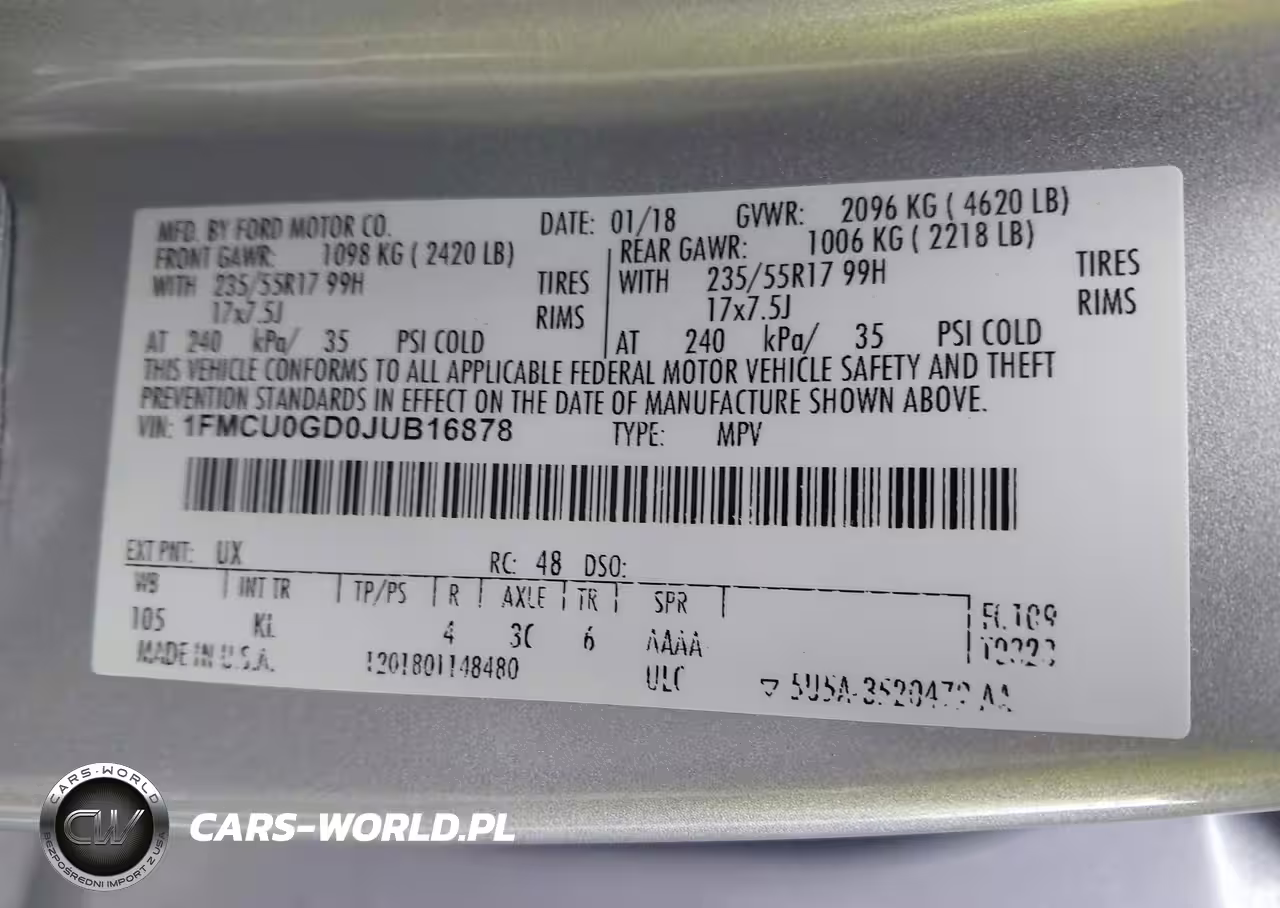 MFD. BY FORD MOTOR CO. DATE: 01/18 GVWR: 2096 KG ( 4620 LB)
FRONT GAWR: 1098 KG ( 2420 LB) REAR GAWR: 1006 KG ( 2218 LB)
WITH 235/55R17 99H TIRES WITH 235/55R17 99H TIRES
17x7.5J RIMS 17x7.5J RIMS
AT 240 kPa/ 35 PSI COLD AT 240 kPa/ 35 PSI COLD
THIS VEHICLE CONFORMS TO ALL APPLICABLE FEDERAL MOTOR VEHICLE SAFETY AND THEFT
PREVENTION STANDARDS IN EFFECT ON THE DATE OF MANUFACTURE SHOWN ABOVE.
VIN: 1FMCU0GD0JUB16878 TYPE: MPV
EXT PNT: UX RC: 48 DSO:
WB INT TR TP/PS R AXLE TR SPR
105 KL 4 6 AAAA
MADE IN U.S.A. 1201801148480 ULC
CARS-WORLD
CW
BEZPOŚREDNI IMPORT Z USA
CARS-WORLD.PL